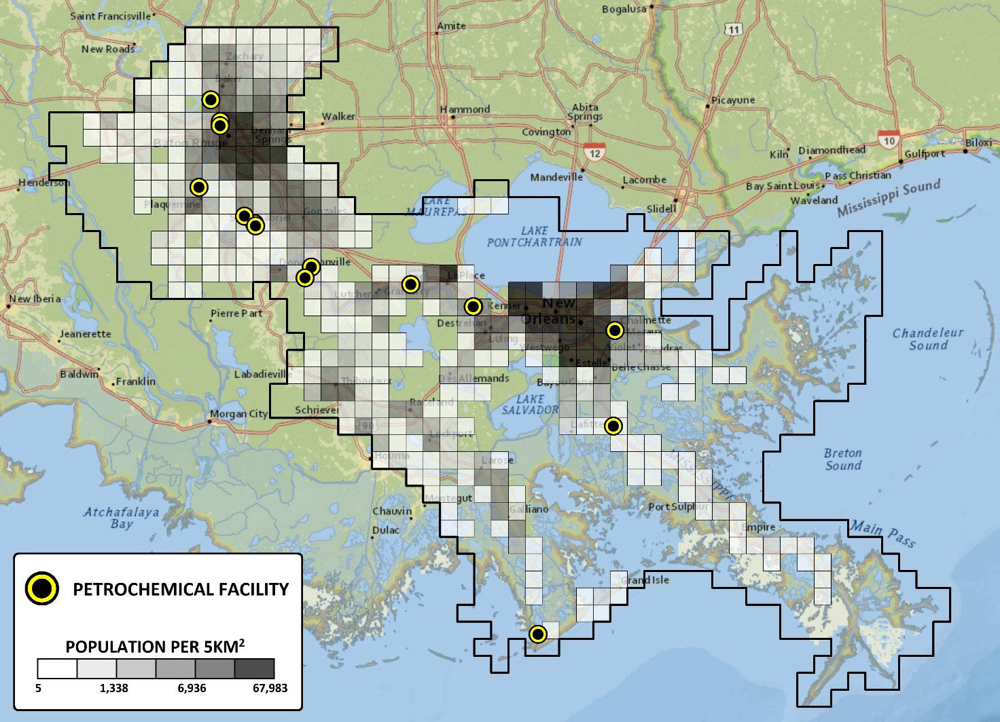 Saint Francisville
Bogalusa
Amite
11
New Roads
Zachary
Baker
Picayune
Hammond
Abita
Springs
Walker
Covington
Denham
Springs
10
Biloxi
Baton Rouge
12
Kiln
Diamondhead
Gulfport
Mandeville
Pass Christian
Henderson
Lacombe
Bay Saint Louis
Mississippi Sound
Waveland
Plaquemine
LAKE
MAUREPAS
Gonzales
Slidell
LAKE
PONTCHARTRAIN
Donaldsonville
LaPlace
New Iberia
Lutcher
Gramercy
Kenner
New
Orleans
Pierre Part
Destrehan
Chalmette
Meraux
Jeanerette
Luling
Westwego
Violet
Poydras
Chandeleur
Sound
Estelle
Belle Chasse
Baldwin
Labadieville
Franklin
Thibodaux
Des Allemands
Bayou Cane
LAKE
SALVADOR
Raceland
Schriever
Morgan City
90
Lafitte
Lockport
Houma
Larose
Breton
Sound
MISSISSIPPI
Montegut
Port Sulphur
Atchafalaya
Bay
Chauvin
Galliano
Empire
Main Pass
Dulac
Grand Isle
PETROCHEMICAL FACILITY
POPULATION PER 5KM²
5 1,338 6,936 67,983